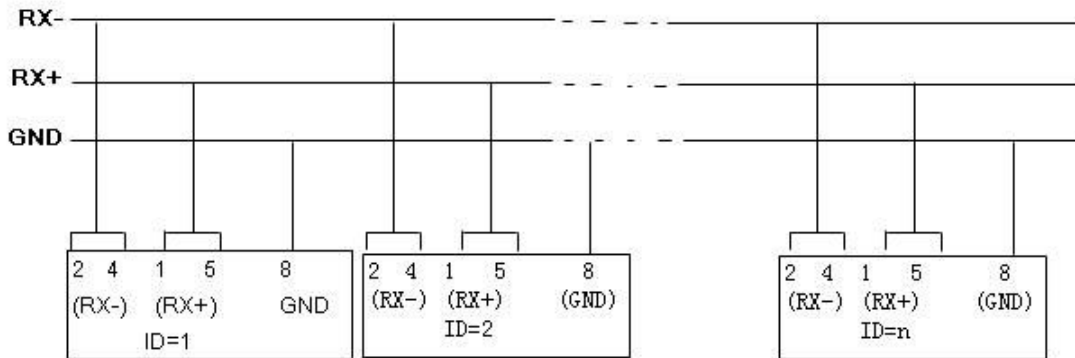 RX-
RX+
GND
2 4 1 5 8
(RX-) (RX+) GND
ID=1
2 4 1 5 8
(RX-) (RX+) (GND)
ID=2
2 4 1 5 8
(RX-) (RX+) (GND)
ID=n